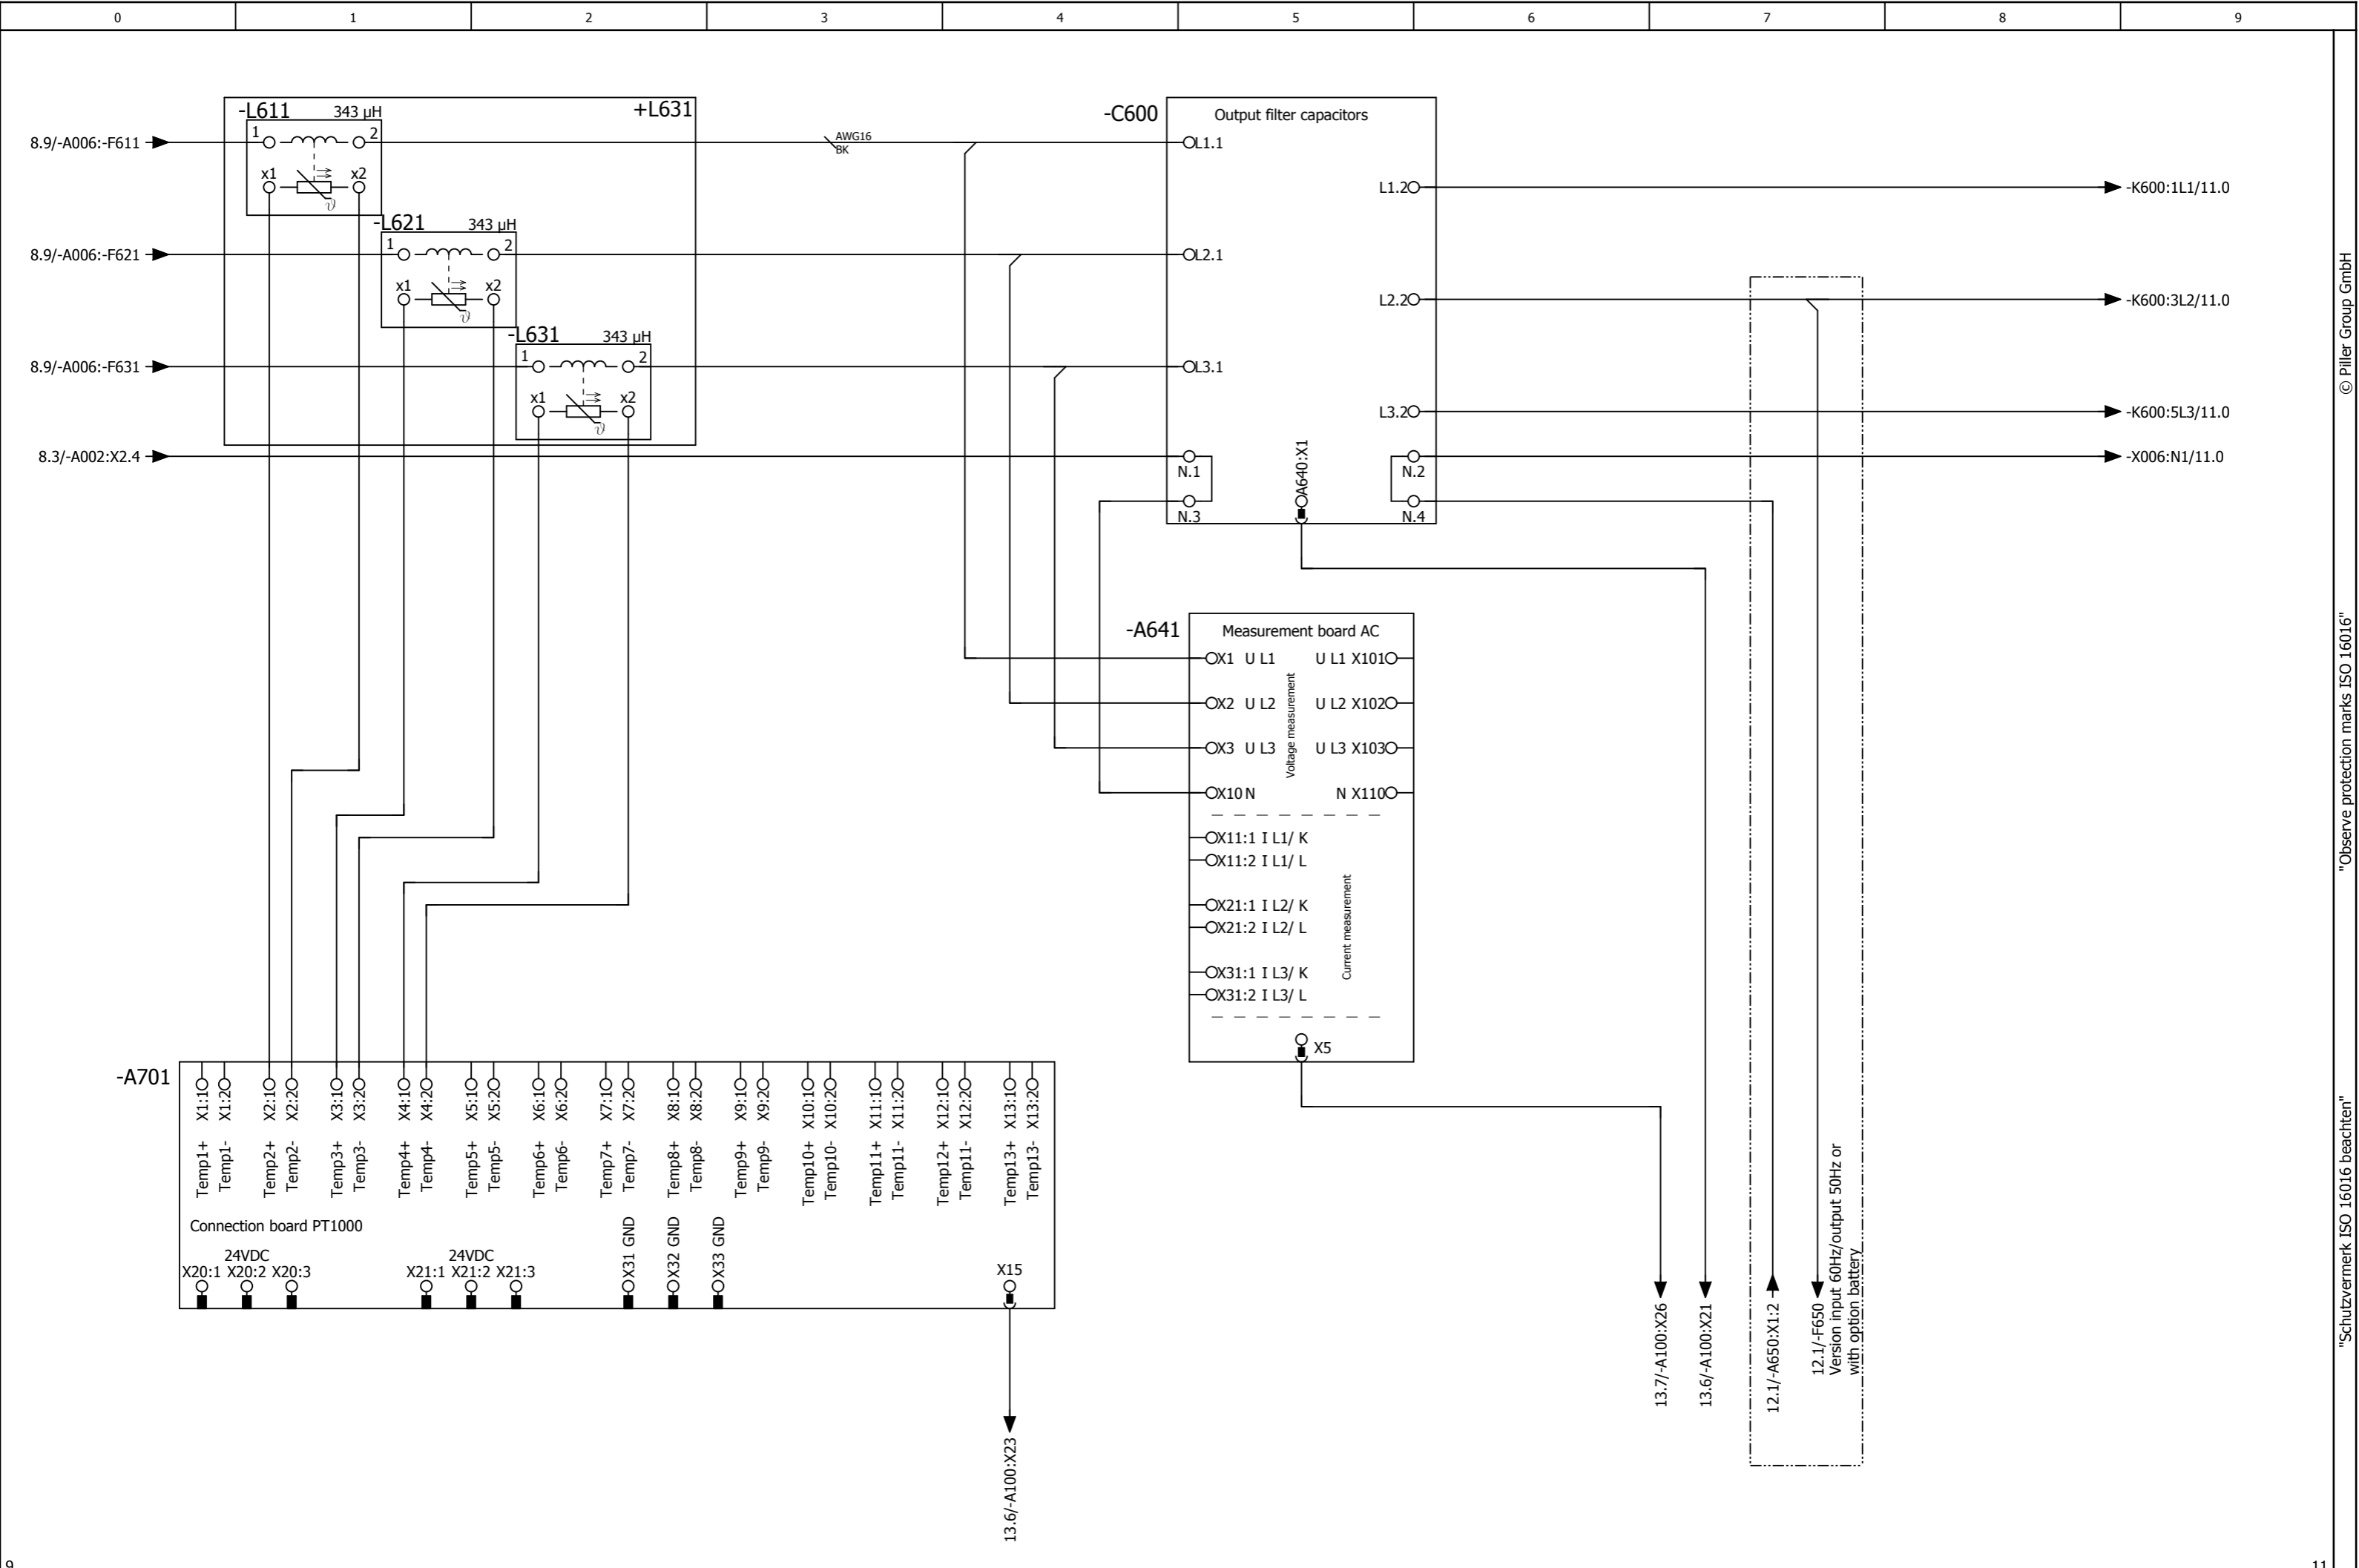 0 1 2 3 4 5 6 7 8 9
-L611 343 µH +L631
1 2
x1 x2
ϑ
-L621 343 µH
1 2
x1 x2
ϑ
-L631 343 µH
1 2
x1 x2
ϑ
8.9/-A006:-F611
8.9/-A006:-F621
8.9/-A006:-F631
8.3/-A002:X2.4
AWG16
BK
-C600
Output filter capacitors
L1.1
L1.2
L2.1
L2.2
L3.1
L3.2
N.1
N.2
N.3
N.4
A640:X1
-K600:1L1/11.0
-K600:3L2/11.0
-K600:5L3/11.0
-X006:N1/11.0
-A641
Measurement board AC
X1 U L1 U L1 X101
X2 U L2 U L2 X102
X3 U L3 U L3 X103
X10 N N X110
Voltage measurement
X11:1 I L1/ K
X11:2 I L1/ L
X21:1 I L2/ K
X21:2 I L2/ L
X31:1 I L3/ K
X31:2 I L3/ L
Current measurement
X5
-A701
Temp1+ X1:1
Temp1- X1:2
Temp2+ X2:1
Temp2- X2:2
Temp3+ X3:1
Temp3- X3:2
Temp4+ X4:1
Temp4- X4:2
Temp5+ X5:1
Temp5- X5:2
Temp6+ X6:1
Temp6- X6:2
Temp7+ X7:1
Temp7- X7:2
Temp8+ X8:1
Temp8- X8:2
Temp9+ X9:1
Temp9- X9:2
Temp10+ X10:1
Temp10- X10:2
Temp11+ X11:1
Temp11- X11:2
Temp12+ X12:1
Temp11- X12:2
Temp13+ X13:1
Temp13- X13:2
Connection board PT1000
24VDC
X20:1 X20:2 X20:3
24VDC
X21:1 X21:2 X21:3
X31 GND
X32 GND
X33 GND
X15
13.6/-A100:X23
13.7/-A100:X26
13.6/-A100:X21
12.1/-A650:X1:2
12.1/-F650
Version input 60Hz/output 50Hz or
with option battery
© Piller Group GmbH
"Observe protection marks ISO 16016"
"Schutzvermerk ISO 16016 beachten"
9
11